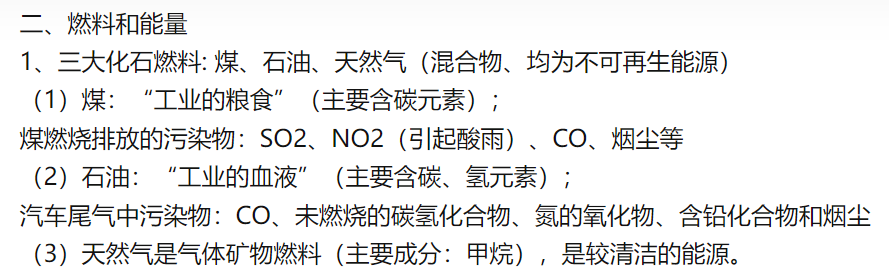 二、燃料和能量
1、三大化石燃料: 煤、石油、天然气（混合物、均为不可再生能源）
（1）煤：“工业的粮食”（主要含碳元素）；
煤燃烧排放的污染物：SO2、NO2（引起酸雨）、CO、烟尘等
（2）石油：“工业的血液”（主要含碳、氢元素）；
汽车尾气中污染物：CO、未燃烧的碳氢化合物、氮的氧化物、含铅化合物和烟尘
（3）天然气是气体矿物燃料（主要成分：甲烷），是较清洁的能源。